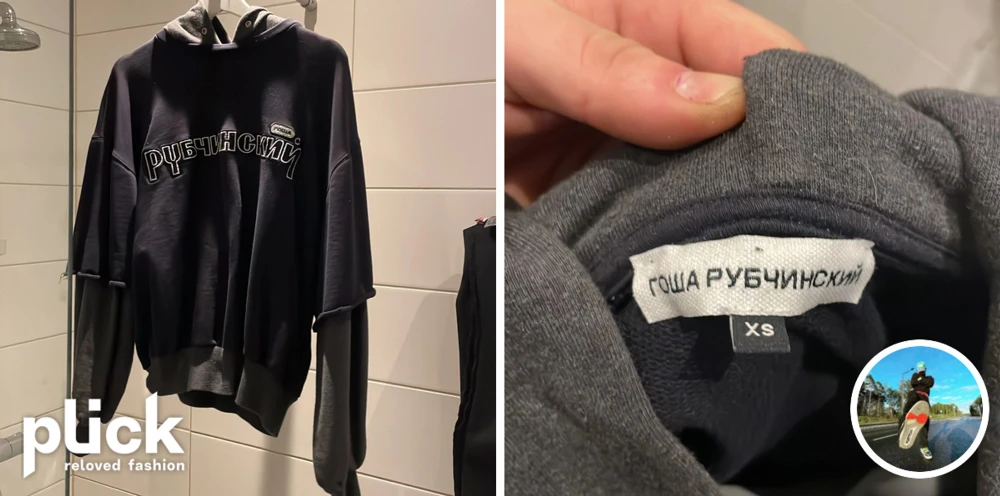 ГОША
РУБЧИНСКИЙ
plick
reloved fashion
ГОША РУБЧИНСКИЙ
XS